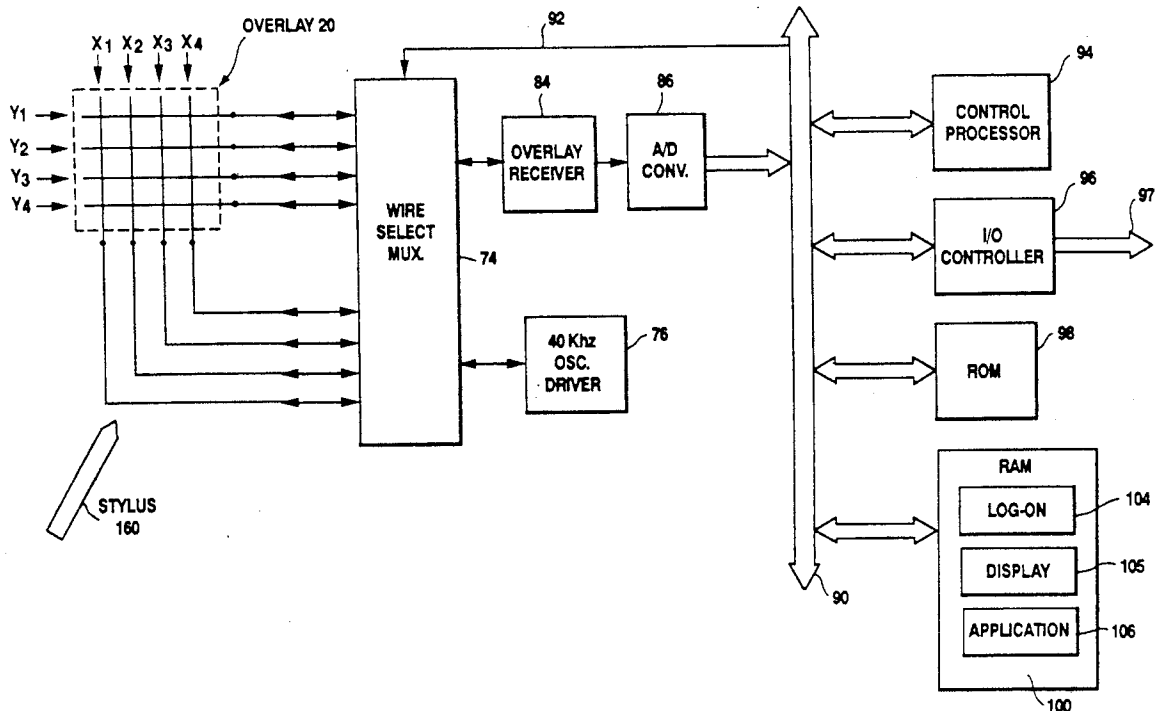 OVERLAY 20
X1 X2 X3 X4
Y1
Y2
Y3
Y4
92
WIRE
SELECT
MUX.
74
84
OVERLAY
RECEIVER
86
A/D
CONV.
40 Khz
OSC.
DRIVER
76
STYLUS
160
90
94
CONTROL
PROCESSOR
96
I/O
CONTROLLER
97
98
ROM
RAM
LOG-ON
104
DISPLAY
105
APPLICATION
106
100